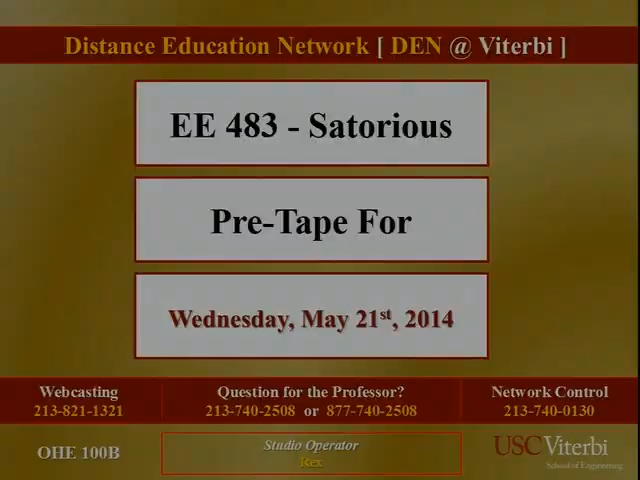 Distance Education Network [ DEN @ Viterbi ]
EE 483 - Satorious
Pre-Tape For
Wednesday, May 21st, 2014
Webcasting
213-821-1321
Question for the Professor?
213-740-2508 or 877-740-2508
Network Control
213-740-0130
OHE 100B
Studio Operator
Rex
USC Viterbi
School of Engineering